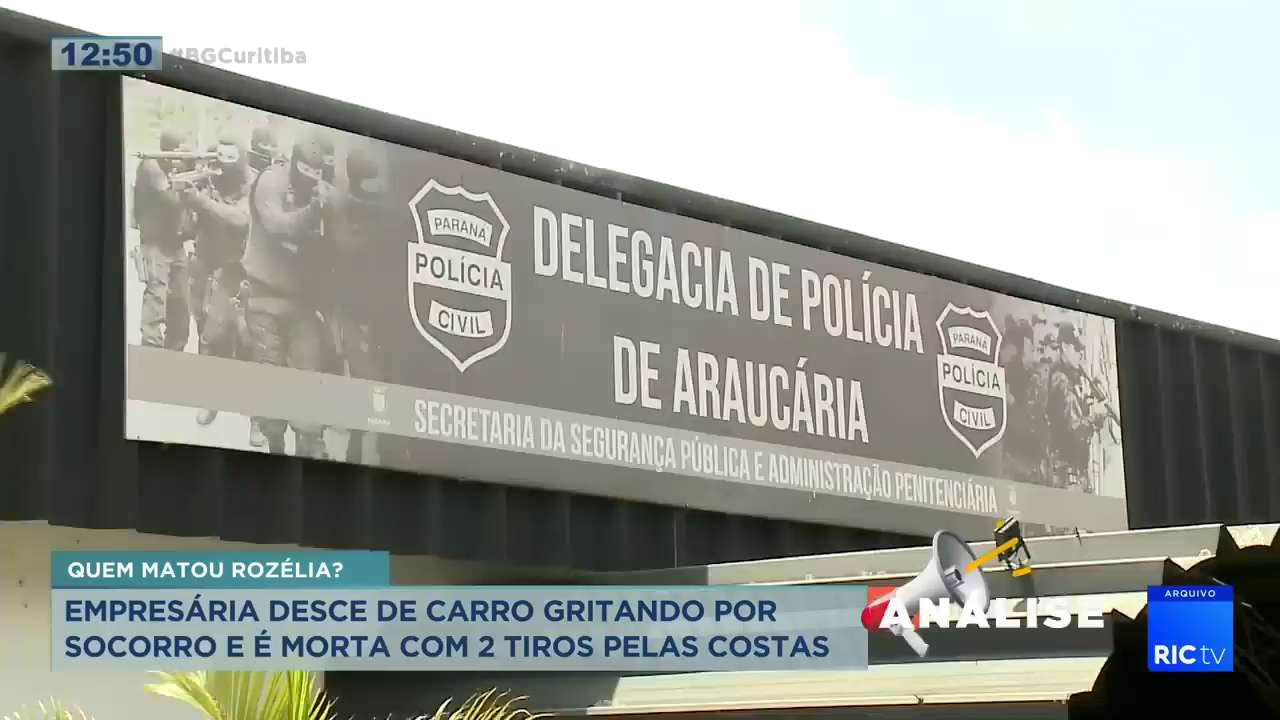 12:50 #BGCuritiba
PARANÁ
POLÍCIA
CIVIL
DELEGACIA DE POLÍCIA
DE ARAUCÁRIA
SECRETARIA DA SEGURANÇA PÚBLICA E ADMINISTRAÇÃO PENITENCIÁRIA
PARANÁ
POLÍCIA
CIVIL
QUEM MATOU ROZÉLIA?
EMPRESÁRIA DESCE DE CARRO GRITANDO POR
SOCORRO E É MORTA COM 2 TIROS PELAS COSTAS
ANÁLISE
ARQUIVO
RICtv